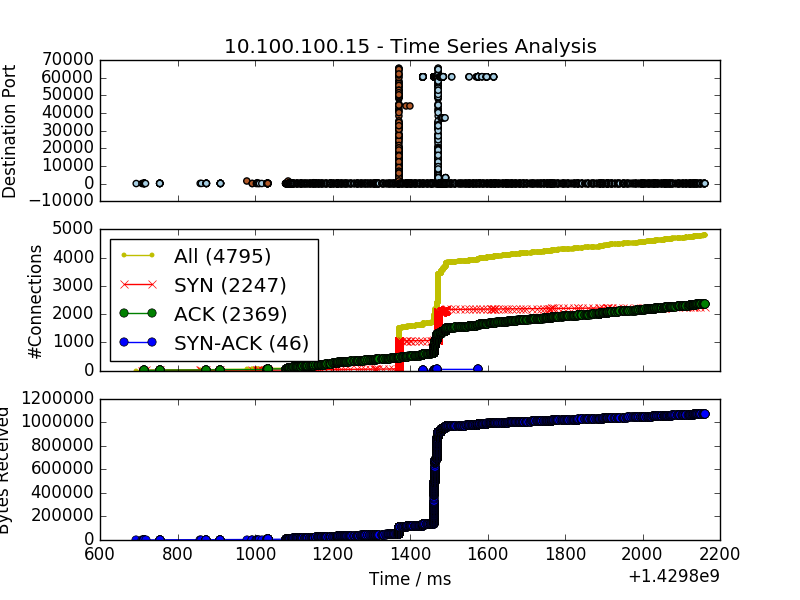 10.100.100.15 - Time Series Analysis
70000
60000
50000
40000
30000
20000
10000
0
−10000
Destination Port
5000
4000
3000
2000
1000
0
#Connections
All (4795)
SYN (2247)
ACK (2369)
SYN-ACK (46)
1200000
1000000
800000
600000
400000
200000
0
Bytes Received
600 800 1000 1200 1400 1600 1800 2000 2200
Time / ms
+1.4298e9